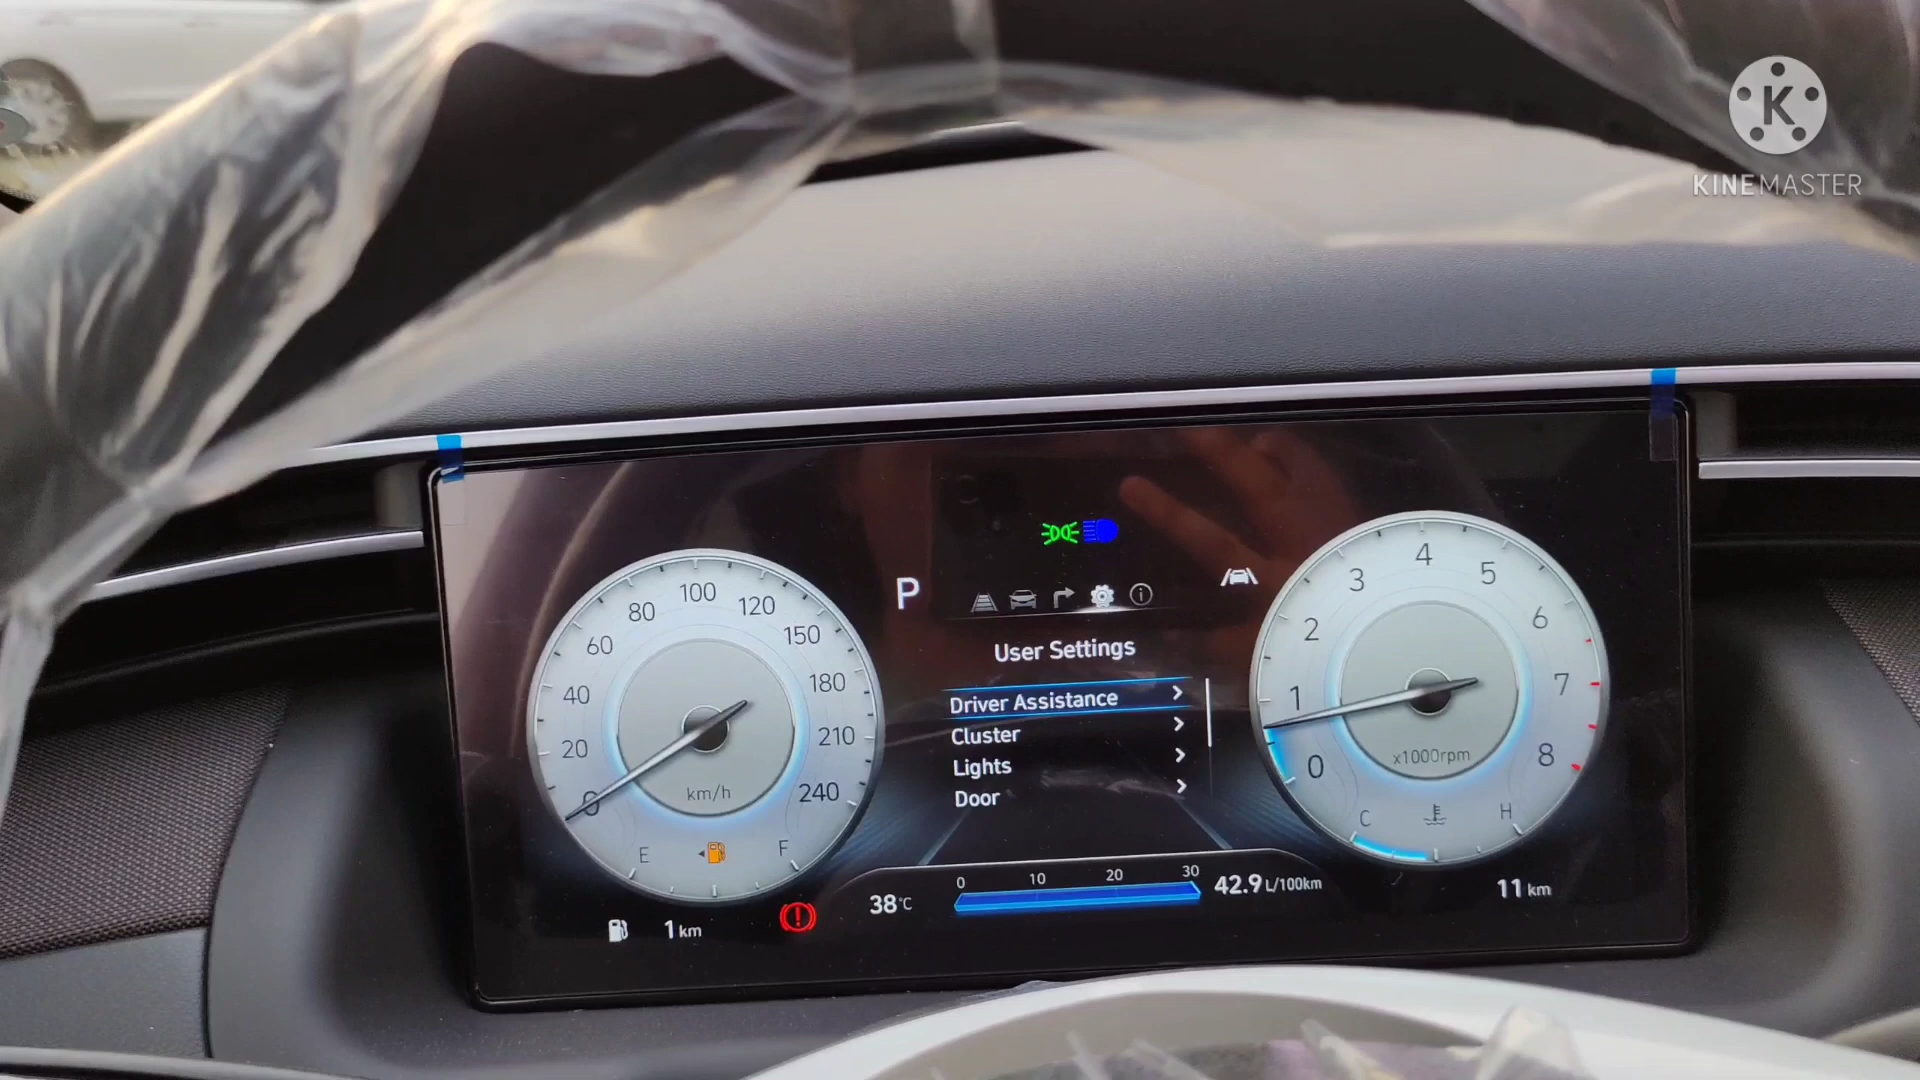 K
KINEMASTER
P
User Settings
Driver Assistance
Cluster
Lights
Door
0
20
40
60
80
100
120
150
180
210
240
km/h
E
F
0
1
2
3
4
5
6
7
8
x1000rpm
C
H
1 km
38°C
0 10 20 30
42.9 L/100km
11 km